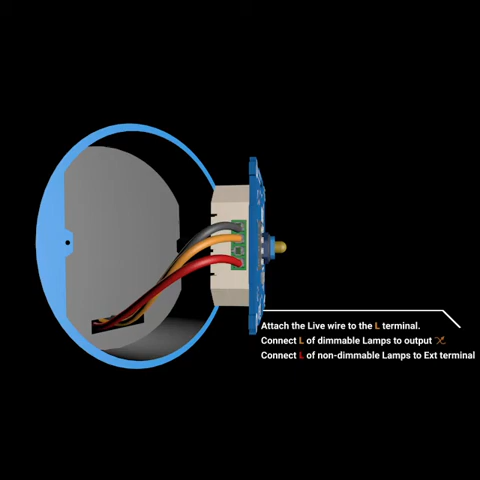 Attach the Live wire to the L terminal.
Connect L of dimmable Lamps to output
Connect L of non-dimmable Lamps to Ext terminal